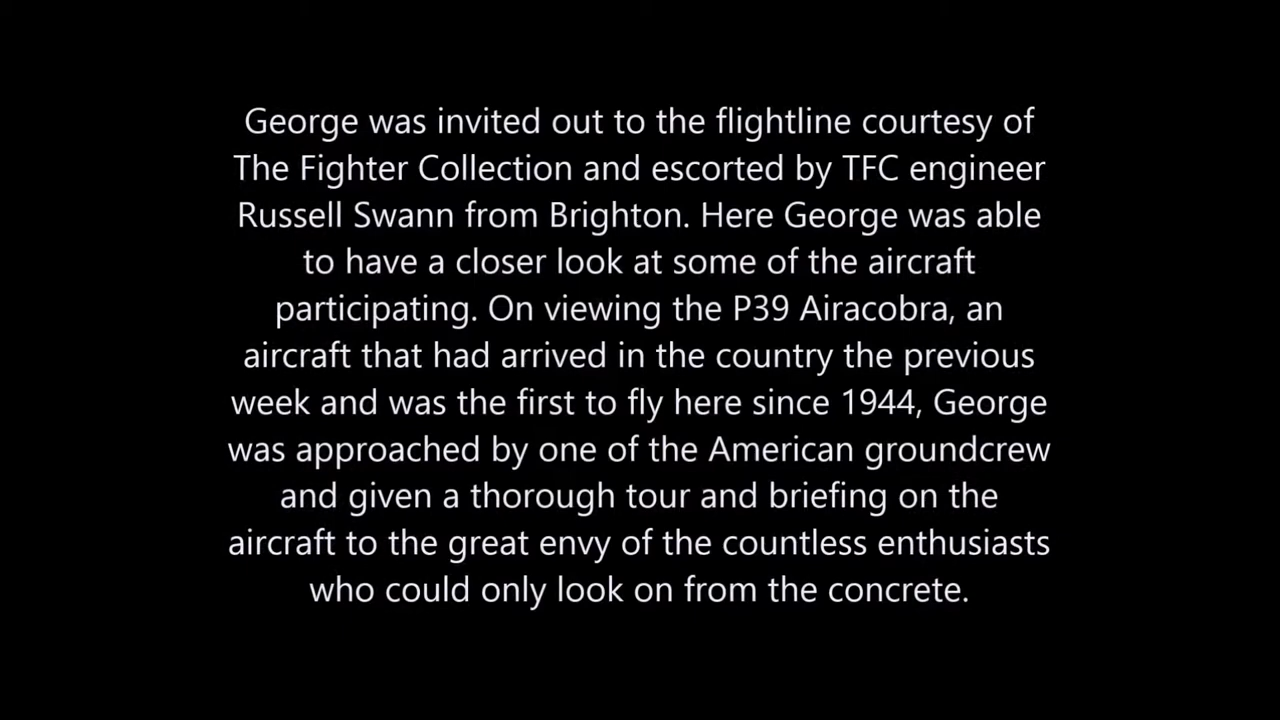 George was invited out to the flightline courtesy of
The Fighter Collection and escorted by TFC engineer
Russell Swann from Brighton. Here George was able
to have a closer look at some of the aircraft
participating. On viewing the P39 Airacobra, an
aircraft that had arrived in the country the previous
week and was the first to fly here since 1944, George
was approached by one of the American groundcrew
and given a thorough tour and briefing on the
aircraft to the great envy of the countless enthusiasts
who could only look on from the concrete.